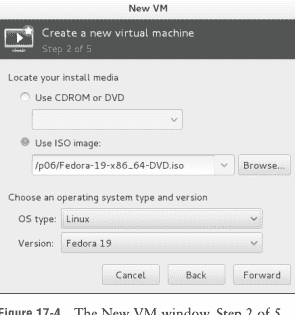 New VM
Create a new virtual machine
Step 2 of 5
Locate your install media
Use CDROM or DVD
Use ISO image:
/p06/Fedora-19-x86_64-DVD.iso
Browse...
Choose an operating system type and version
OS type: Linux
Version: Fedora 19
Cancel Back Forward
Figure 17-4 The New VM window, Step 2 of 5